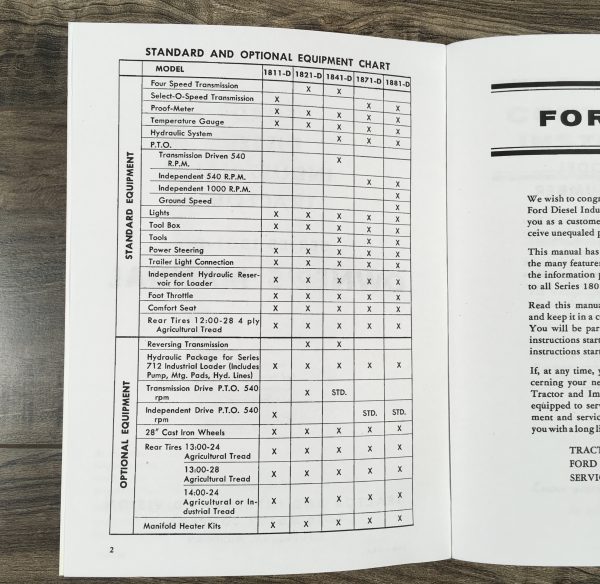 STANDARD AND OPTIONAL EQUIPMENT CHART
MODEL 1811-D 1821-D 1841-D 1871-D 1881-D
STANDARD EQUIPMENT
Four Speed Transmission X X
Select-O-Speed Transmission X X X
Proof-Meter X X X X X
Temperature Gauge X X X X X
Hydraulic System X X X
P.T.O.
Transmission Driven 540 X
R.P.M.
Independent 540 R.P.M. X X
Independent 1000 R.P.M. X
Ground Speed X
Lights X X X X X
Tool Box X X X X X
Tools X X X
Power Steering X X X X X
Trailer Light Connection X X X X X
Independent Hydraulic Reser-
voir for Loader X X X X X
Foot Throttle X X X X X
Comfort Seat X X X X X
Rear Tires 12:00-28 4 ply
Agricultural Tread X X X X X
OPTIONAL EQUIPMENT
Reversing Transmission X X
Hydraulic Package for Series
712 Industrial Loader (Includes X X X X X
Pump, Mtg. Pads, Hyd. Lines)
Transmission Drive P.T.O. 540 X STD.
rpm
Independent Drive P.T.O. 540 X STD. STD.
rpm
28" Cast Iron Wheels X X X X X
Rear Tires 13:00-24 X X X X X
Agricultural Tread
13:00-28 X X X X X
Agricultural Tread
14:00-24
Agricultural or In- X X X X X
dustrial Tread
Manifold Heater Kits X X X X X
2
FOR
We wish to congr
Ford Diesel Indu
you as a custome
ceive unequaled p
This manual has
the many feature
the information p
to all Series 180
Read this manu
and keep it in a c
You will be par
instructions start
instructions start
If, at any time, y
cerning your ne
Tractor and Im
equipped to serv
ment and servic
you with a long li
TRACT
FORD
SERVIC